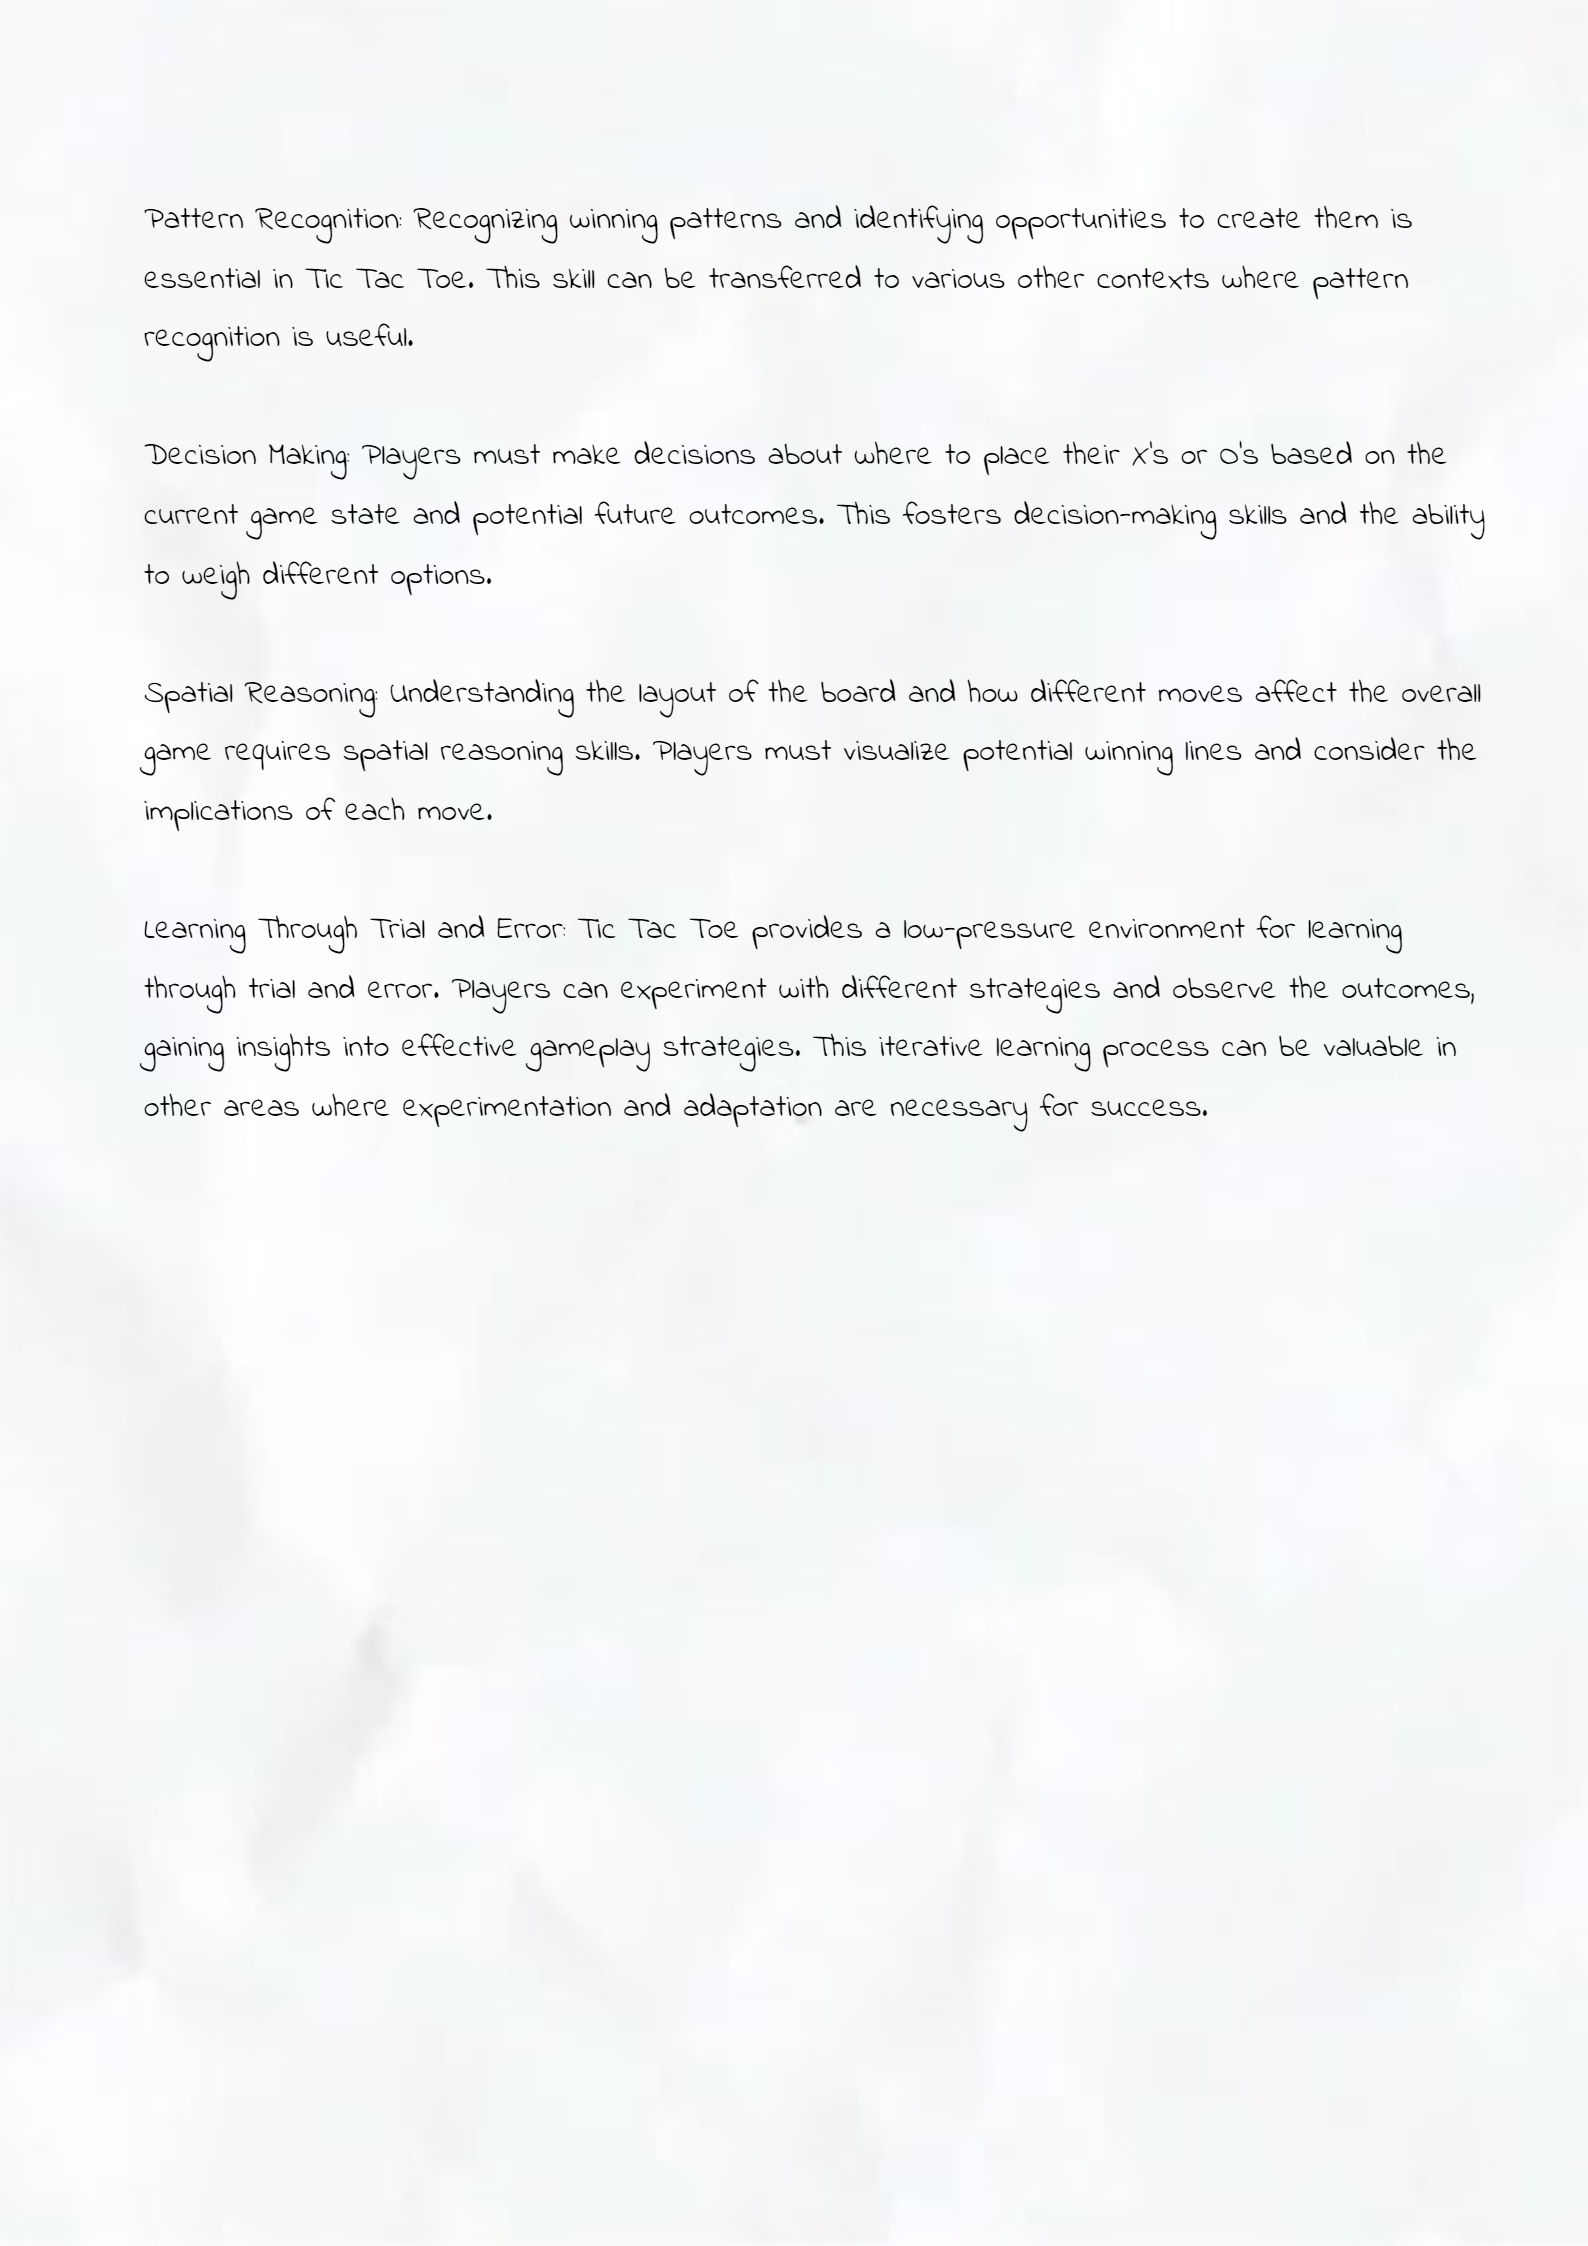 Pattern Recognition: Recognizing winning patterns and identifying opportunities to create them is
essential in Tic Tac Toe. This skill can be transferred to various other contexts where pattern
recognition is useful.
Decision Making: Players must make decisions about where to place their X's or O's based on the
current game state and potential future outcomes. This fosters decision-making skills and the ability
to weigh different options.
Spatial Reasoning: Understanding the layout of the board and how different moves affect the overall
game requires spatial reasoning skills. Players must visualize potential winning lines and consider the
implications of each move.
Learning Through Trial and Error: Tic Tac Toe provides a low-pressure environment for learning
through trial and error. Players can experiment with different strategies and observe the outcomes,
gaining insights into effective gameplay strategies. This iterative learning process can be valuable in
other areas where experimentation and adaptation are necessary for success.